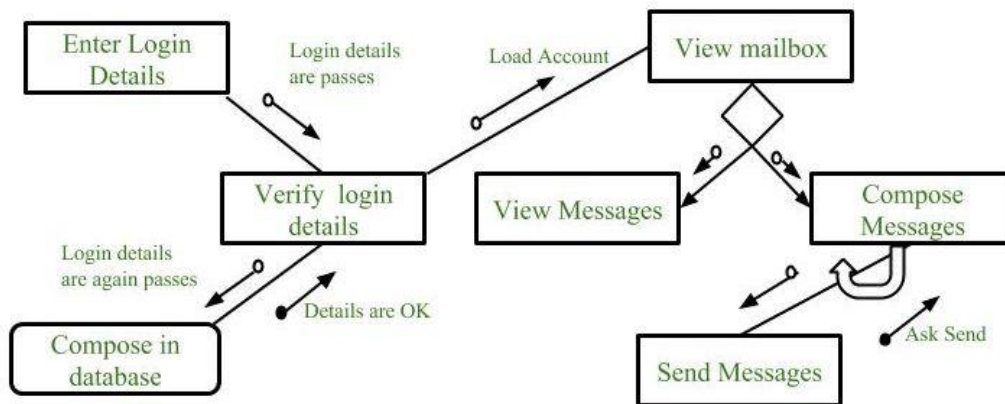 Enter Login
Details
Login details
are passes
Load Account
View mailbox
Verify login
details
View Messages
Compose
Messages
Login details
are again passes
Details are OK
Ask Send
Compose in
database
Send Messages